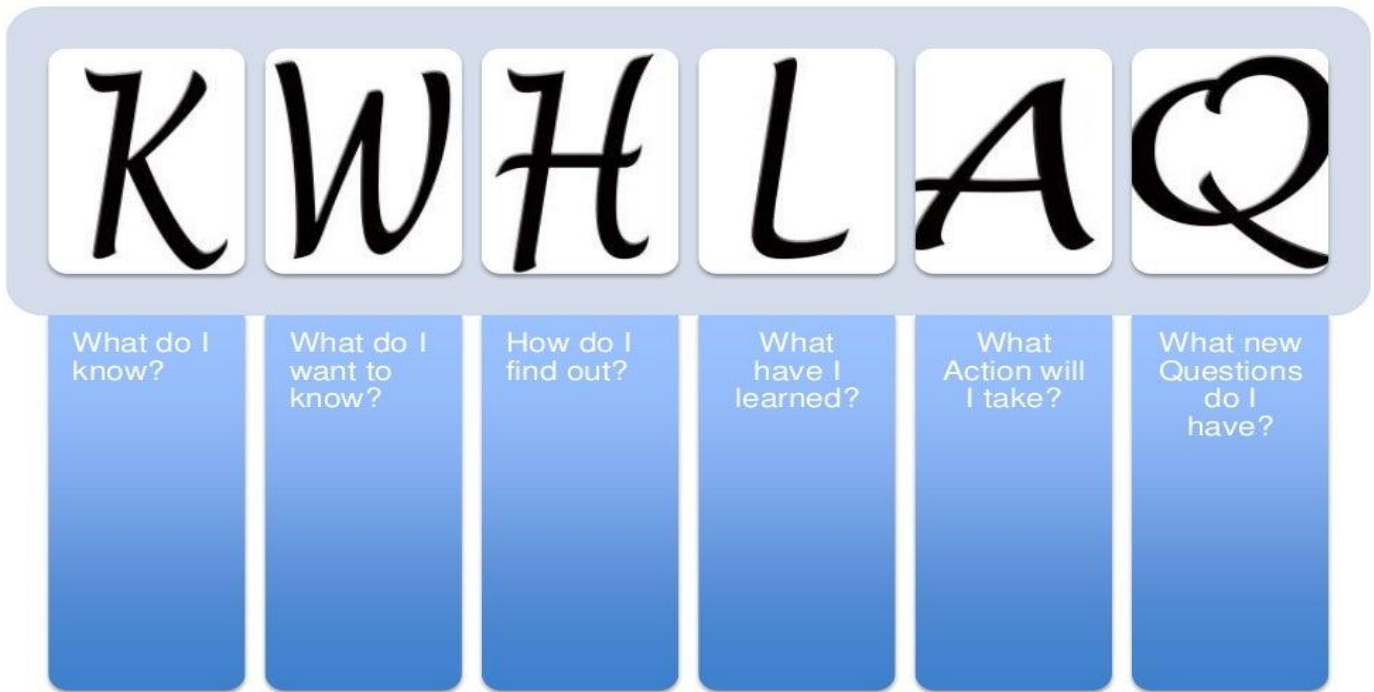 K W H L A Q
What do I
know?
What do I
want to
know?
How do I
find out?
What
have I
learned?
What
Action will
I take?
What new
Questions
do I
have?